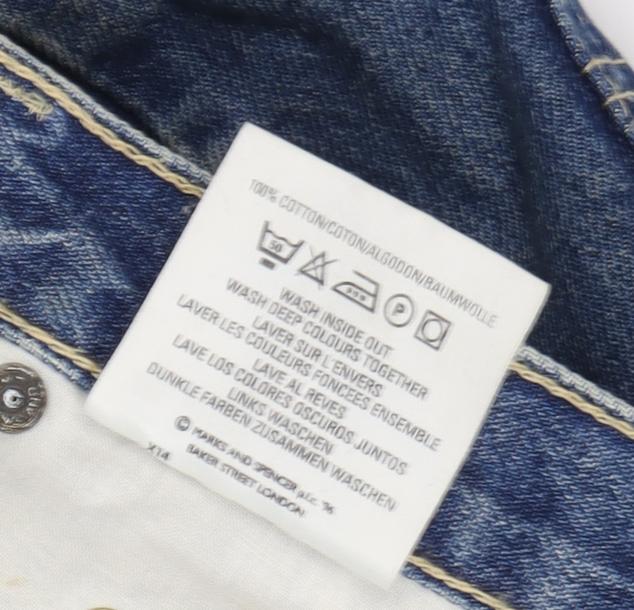 100% COTTON/COTON/ALGODON/BAUMWOLLE
50
P
WASH INSIDE OUT
WASH DEEP COLOURS TOGETHER
LAVER SUR L'ENVERS
LAVER LES COULEURS FONCEES ENSEMBLE
LAVE AL REVES
LAVE LOS COLORES OSCUROS JUNTOS
LINKS WASCHEN
DUNKLE FARBEN ZUSAMMEN WASCHEN
© MARKS AND SPENCER p.l.c. '96
X14 BAKER STREET LONDON